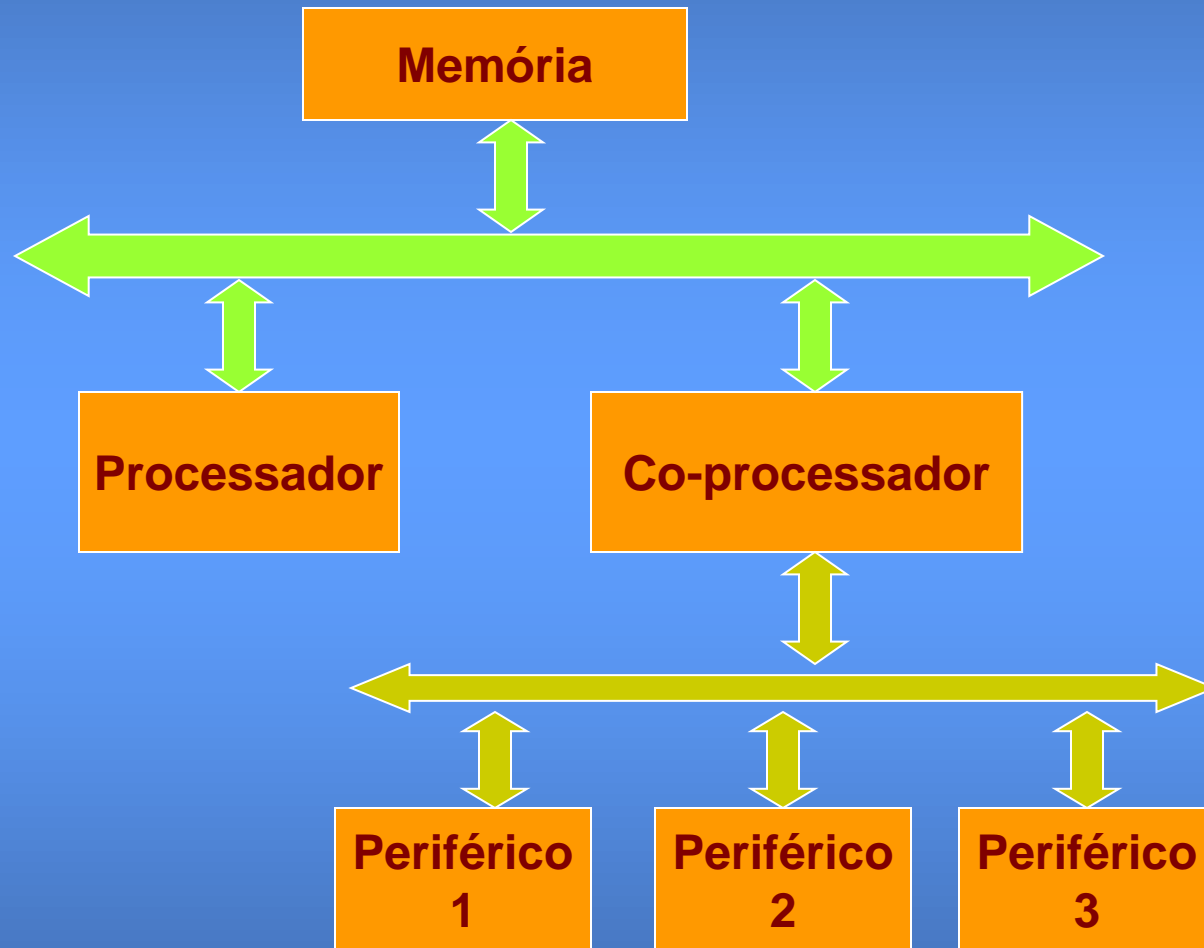 Memória
Processador
Co-processador
Periférico
1
Periférico
2
Periférico
3